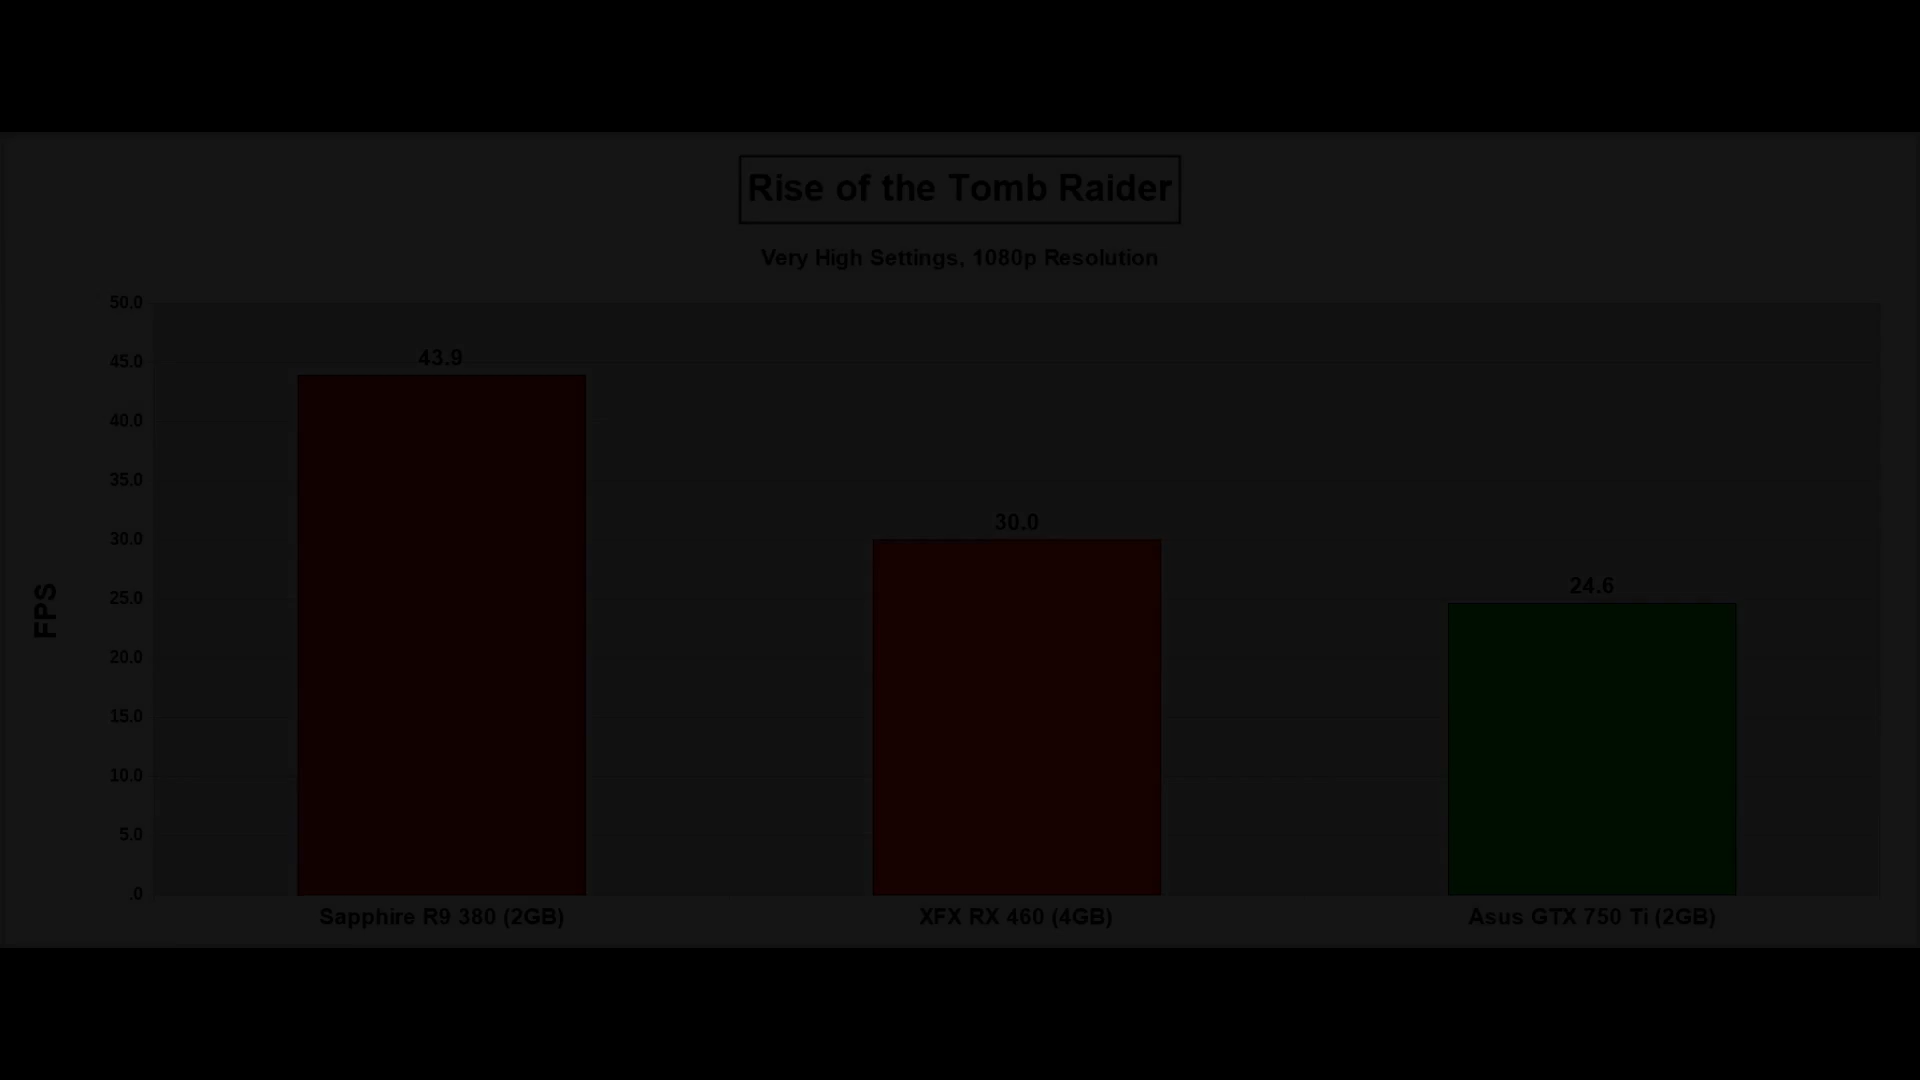 Rise of the Tomb Raider
Very High Settings, 1080p Resolution
50.0
45.0
40.0
35.0
30.0
25.0
20.0
15.0
10.0
5.0
.0
FPS
43.9
30.0
24.6
Sapphire R9 380 (2GB)
XFX RX 460 (4GB)
Asus GTX 750 Ti (2GB)